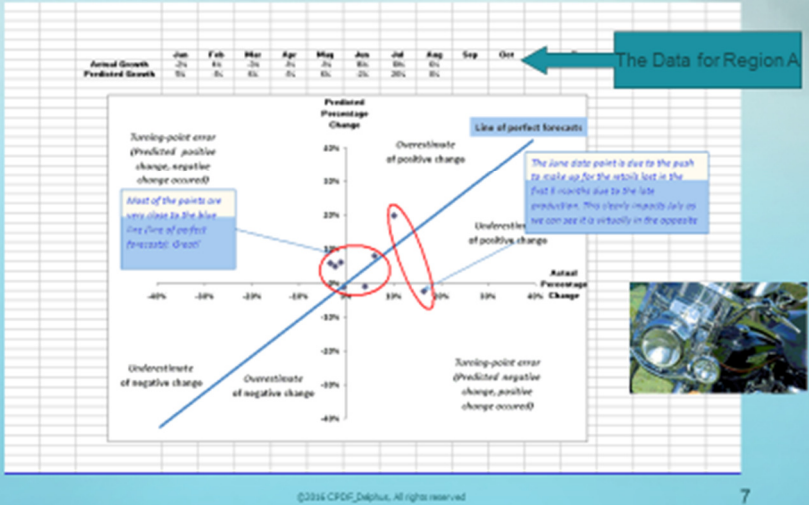 The Data for Region A
Jan Feb Mar Apr May Jun Jul Aug Sep Oct
Actual Growth
Predicted Growth
Predicted
Percentage
Change
Line of perfect forecasts
Turning-point error
(Predicted positive
change, negative
change occured)
Overestimate
of positive change
The June data point is due to the push
to make up for the retails lost in the
first 5 months due to the late
production. This clearly impacts July as
we can see it is virtually in the opposite
Most of the points are
very close to the blue
line (line of perfect
forecasts). Great!
Underestim
of positive change
40%
30%
20%
10%
0%
Actual
Percentage
Change
-40% -30% -20% -10% 0% 10% 20% 30% 40%
-10%
-20%
-30%
-40%
Underestimate
of negative change
Overestimate
of negative change
Turning-point error
(Predicted negative
change, positive
change occured)
©2016 CPDF_Delphus, All rights reserved
7